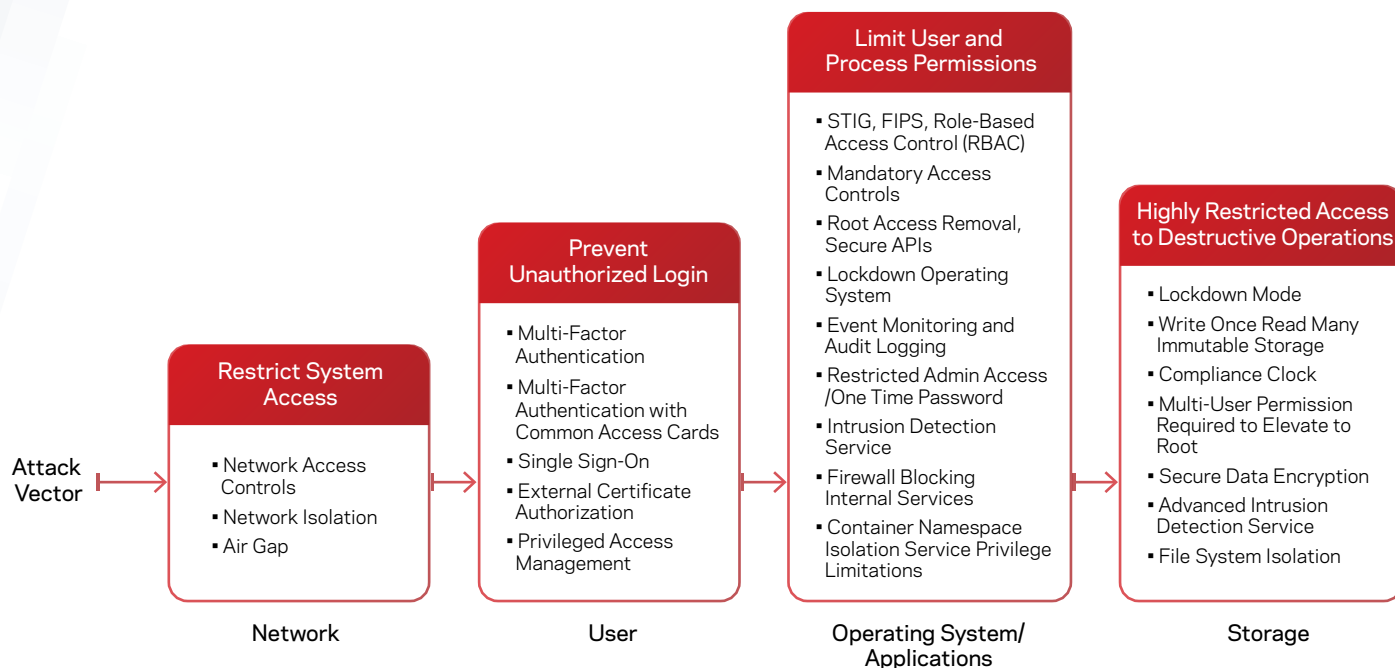 Attack
Vector
Restrict System
Access
▪ Network Access
Controls
▪ Network Isolation
▪ Air Gap
Network
Prevent
Unauthorized Login
▪ Multi-Factor
Authentication
▪ Multi-Factor
Authentication with
Common Access Cards
▪ Single Sign-On
▪ External Certificate
Authorization
▪ Privileged Access
Management
User
Limit User and
Process Permissions
▪ STIG, FIPS, Role-Based
Access Control (RBAC)
▪ Mandatory Access
Controls
▪ Root Access Removal,
Secure APIs
▪ Lockdown Operating
System
▪ Event Monitoring and
Audit Logging
▪ Restricted Admin Access
/One Time Password
▪ Intrusion Detection
Service
▪ Firewall Blocking
Internal Services
▪ Container Namespace
Isolation Service Privilege
Limitations
Operating System/
Applications
Highly Restricted Access
to Destructive Operations
▪ Lockdown Mode
▪ Write Once Read Many
Immutable Storage
▪ Compliance Clock
▪ Multi-User Permission
Required to Elevate to
Root
▪ Secure Data Encryption
▪ Advanced Intrusion
Detection Service
▪ File System Isolation
Storage